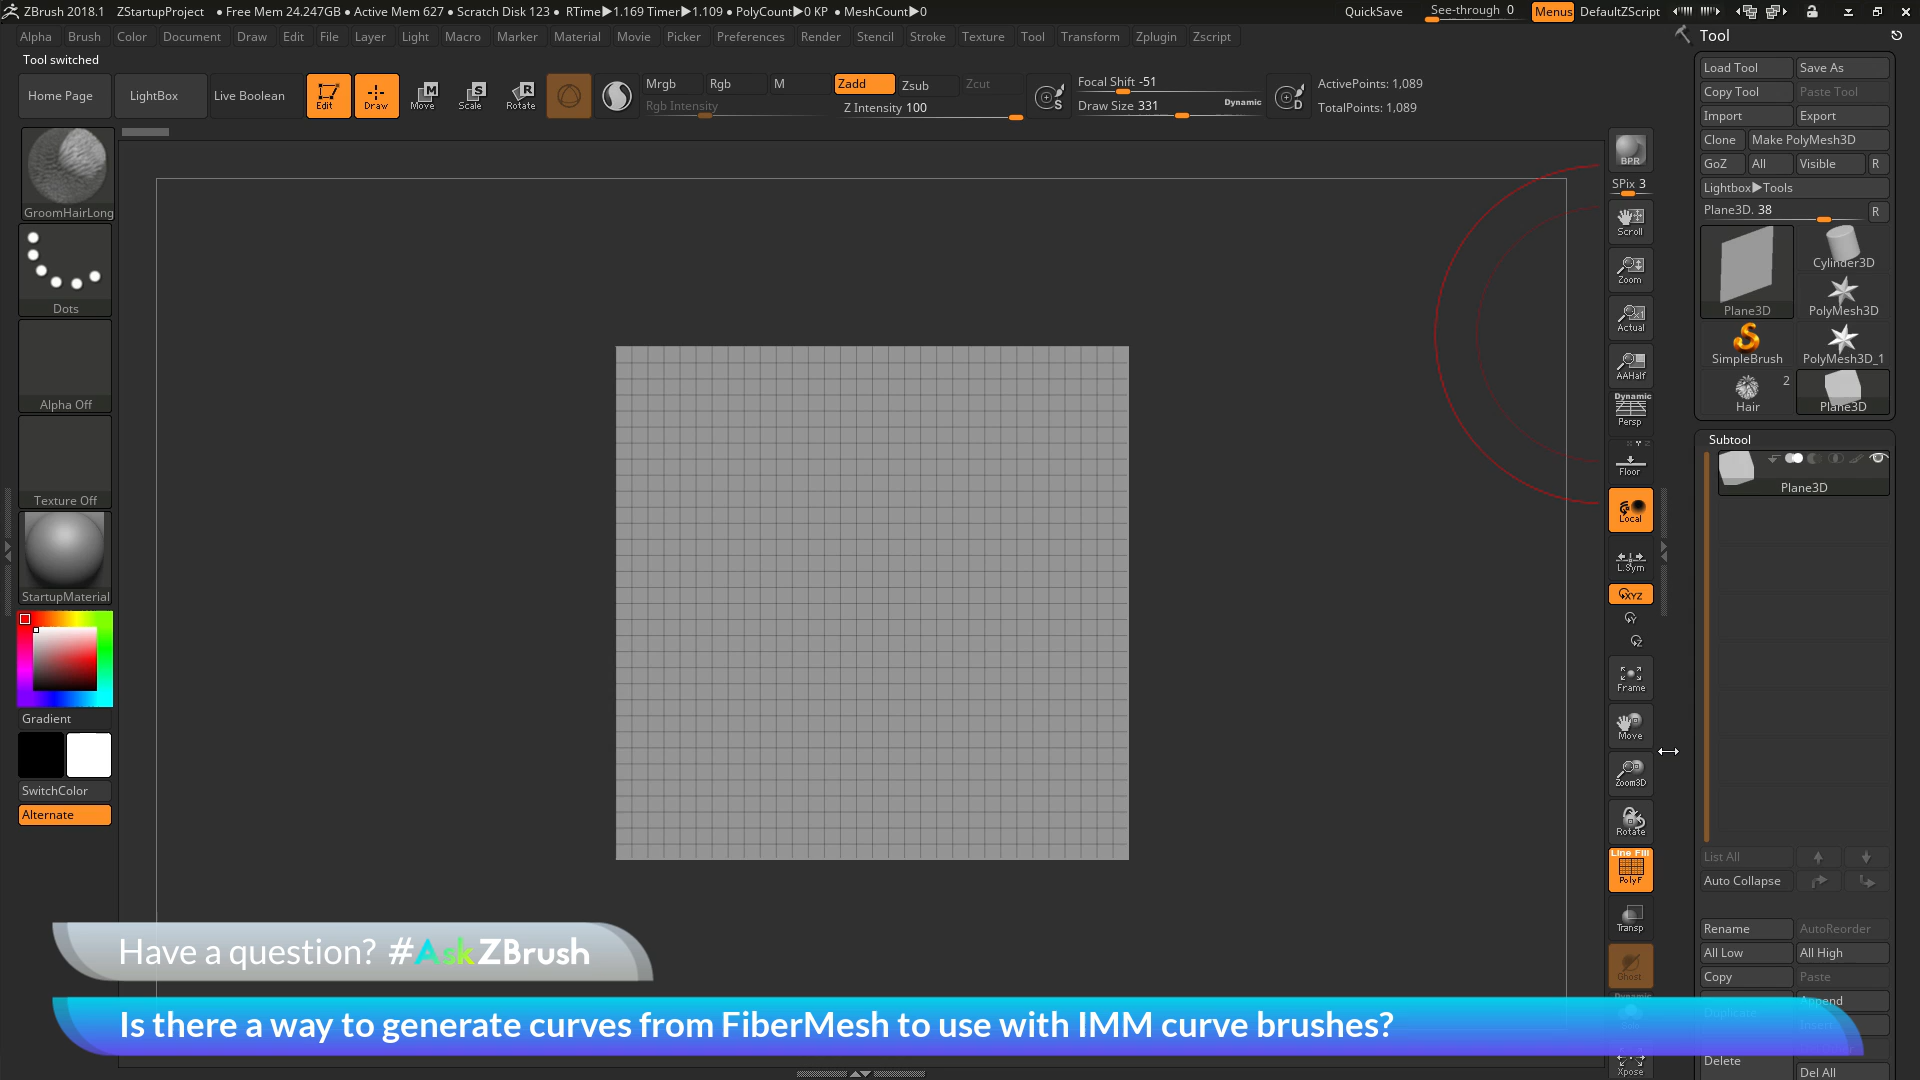 ZBrush 2018.1 ZStartupProject • Free Mem 24.247GB • Active Mem 627 • Scratch Disk 123 • RTime▶1.169 Timer▶1.109 • PolyCount▶0 KP • MeshCount▶0 QuickSave See-through 0 Menus DefaultZScript
Alpha Brush Color Document Draw Edit File Layer Light Macro Marker Material Movie Picker Preferences Render Stencil Stroke Texture Tool Transform Zplugin Zscript
Tool
Tool switched
Home Page LightBox Live Boolean Edit Draw Move Scale Rotate
Mrgb Rgb M Zadd Zsub Zcut
Rgb Intensity Z Intensity 100
S Focal Shift -51
Draw Size 331 Dynamic
D ActivePoints: 1,089
TotalPoints: 1,089
GroomHairLong
Dots
Alpha Off
Texture Off
StartupMaterial
Gradient
SwitchColor
Alternate
BPR
SPix 3
Scroll
Zoom
Actual
AAHalf
Dynamic
Persp
Floor
Local
L.Sym
XYZ
Y
Z
Frame
Move
Zoom3D
Rotate
Line Fill
PolyF
Transp
Ghost
Dynamic
Xpose
Load Tool Save As
Copy Tool Paste Tool
Import Export
Clone Make PolyMesh3D
GoZ All Visible R
Lightbox▶Tools
Plane3D. 38 R
Plane3D Cylinder3D
PolyMesh3D
SimpleBrush PolyMesh3D_1
Hair 2 Plane3D
Subtool
Plane3D
List All
Auto Collapse
Rename AutoReorder
All Low All High
Copy Paste
Duplicate Append
Insert
Delete Del All
Have a question? #AskZBrush
Is there a way to generate curves from FiberMesh to use with IMM curve brushes?